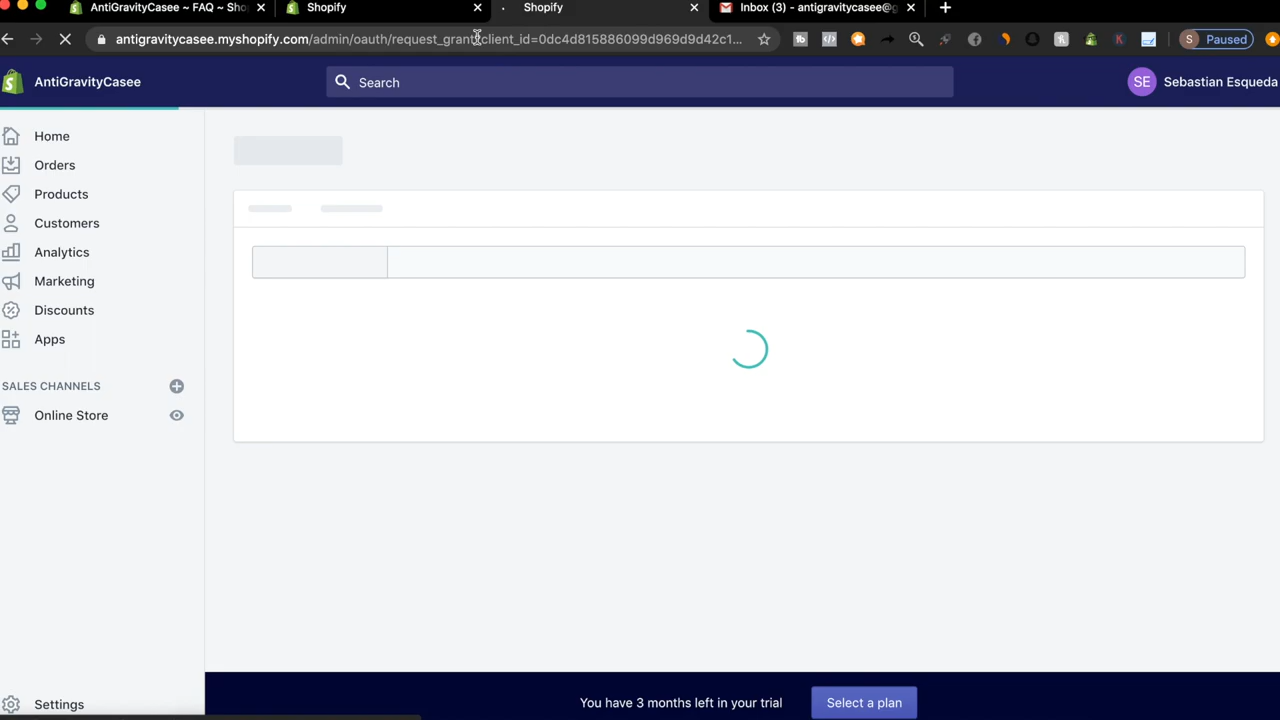 AntiGravityCasee ~ FAQ ~ Sho
Shopify
Shopify
Inbox (3) - antigravitycasee@g
antigravitycasee.myshopify.com/admin/oauth/request_grant?client_id=0dc4d815886099d969d9d42c1...
S Paused
AntiGravityCasee
Search
SE Sebastian Esqueda
Home
Orders
Products
Customers
Analytics
Marketing
Discounts
Apps
SALES CHANNELS
Online Store
Settings
You have 3 months left in your trial
Select a plan